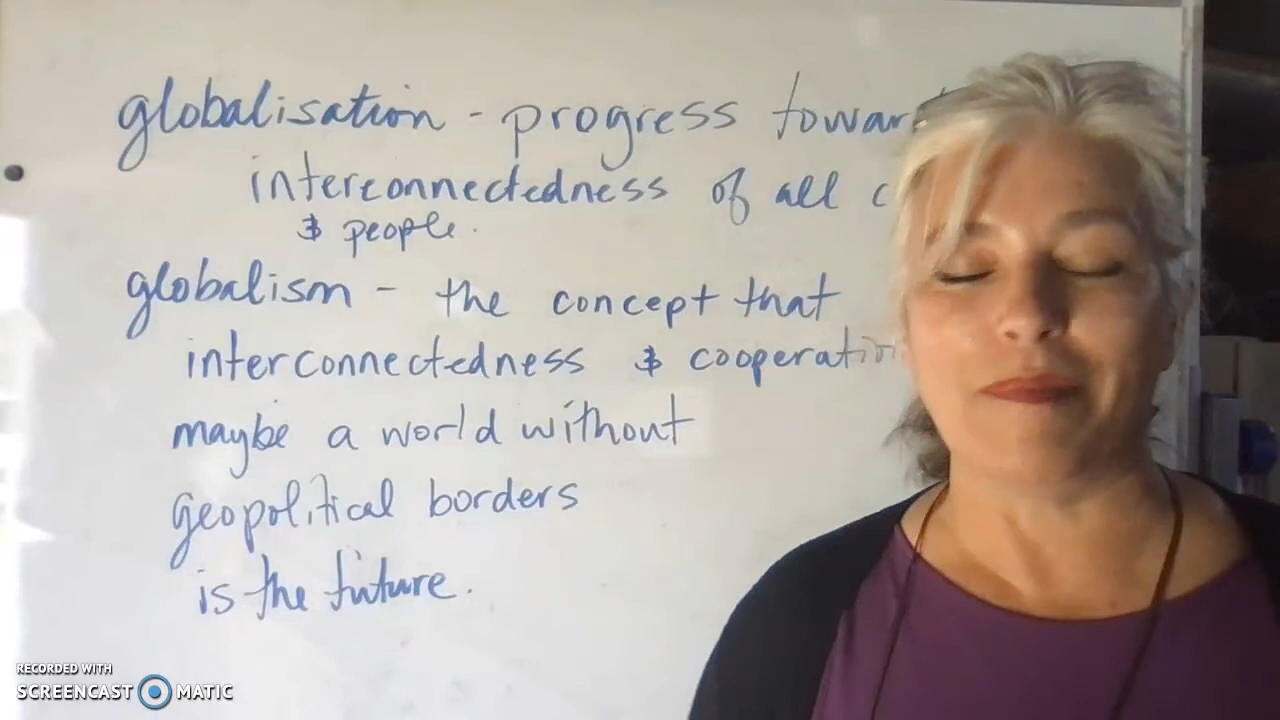 globalisation - progress towar
interconnectedness of all c
& people.
globalism - the concept that
interconnectedness & cooperation
maybe a world without
geopolitical borders
is the future.
RECORDED WITH
SCREENCAST MATIC